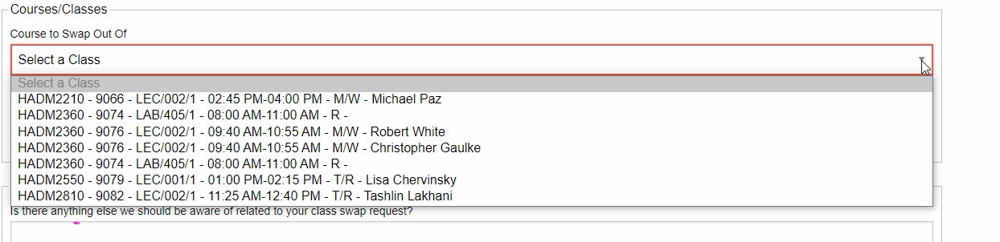 Courses/Classes
Course to Swap Out Of
Select a Class
Select a Class
HADM2210 - 9066 - LEC/002/1 - 02:45 PM-04:00 PM - M/W - Michael Paz
HADM2360 - 9074 - LAB/405/1 - 08:00 AM-11:00 AM - R -
HADM2360 - 9076 - LEC/002/1 - 09:40 AM-10:55 AM - M/W - Robert White
HADM2360 - 9076 - LEC/002/1 - 09:40 AM-10:55 AM - M/W - Christopher Gaulke
HADM2360 - 9074 - LAB/405/1 - 08:00 AM-11:00 AM - R -
HADM2550 - 9079 - LEC/001/1 - 01:00 PM-02:15 PM - T/R - Lisa Chervinsky
HADM2810 - 9082 - LEC/002/1 - 11:25 AM-12:40 PM - T/R - Tashlin Lakhani
Is there anything else we should be aware of related to your class swap request?